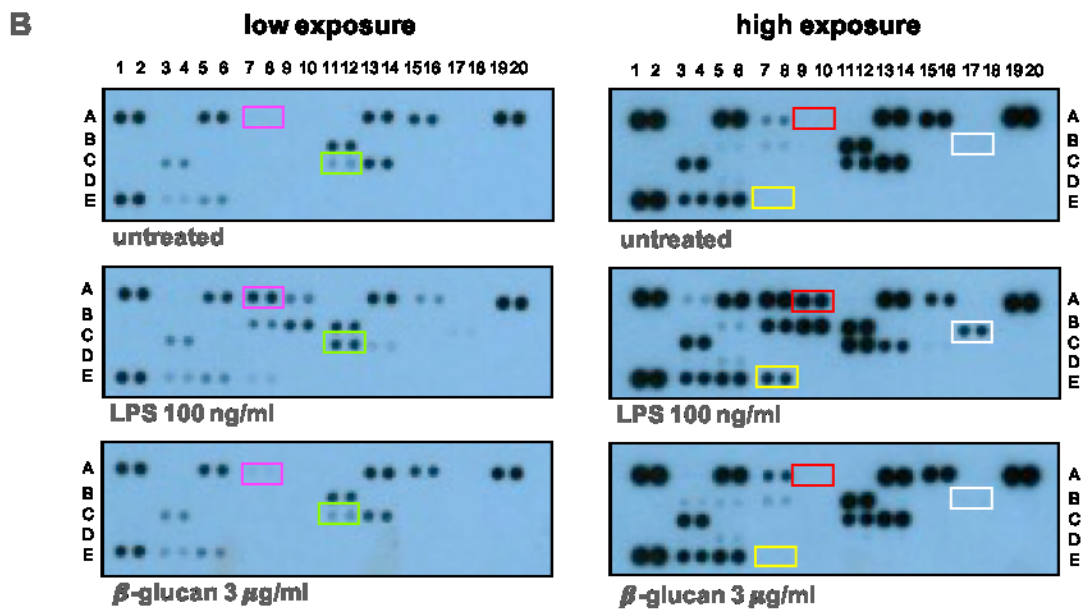 B
low exposure high exposure
1 2 3 4 5 6 7 8 9 10 11 12 13 14 15 16 17 18 19 20 1 2 3 4 5 6 7 8 9 10 11 12 13 14 15 16 17 18 19 20
A A
B B
C C
D D
E E
untreated untreated
A A
B B
C C
D D
E E
LPS 100 ng/ml LPS 100 ng/ml
A A
B B
C C
D D
E E
β-glucan 3 µg/ml β-glucan 3 µg/ml